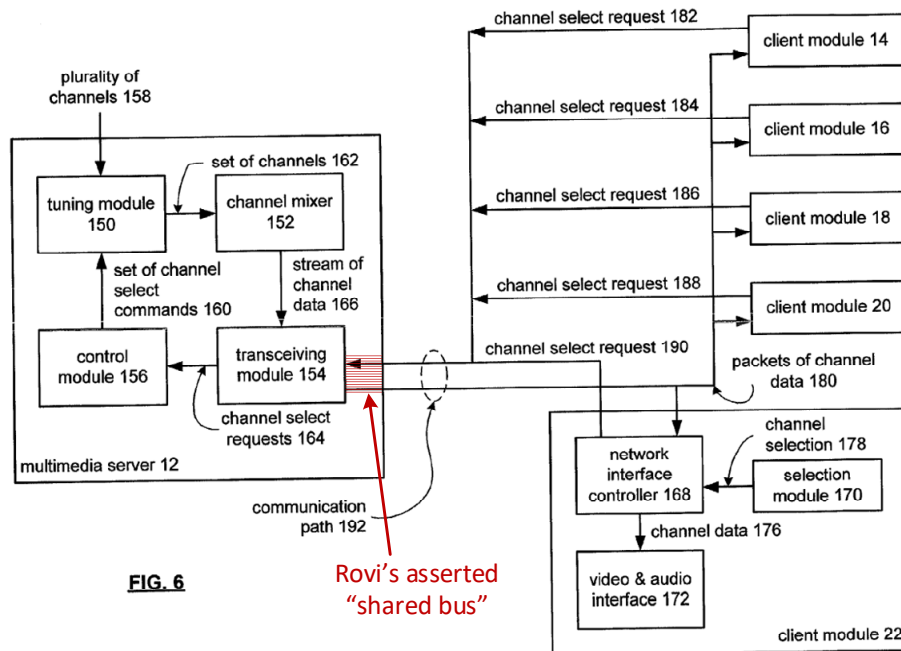 channel select request 182
client module 14
plurality of
channels 158
channel select request 184
client module 16
set of channels 162
tuning module
150
channel mixer
152
channel select request 186
client module 18
set of channel
select
commands 160
stream of
channel
data 166
channel select request 188
client module 20
control
module 156
transceiving
module 154
channel select request 190
packets of channel
data 180
channel select
requests 164
multimedia server 12
channel
selection 178
network
interface
controller 168
selection
module 170
communication
path 192
channel data 176
FIG. 6
Rovi's asserted
"shared bus"
video & audio
interface 172
client module 22